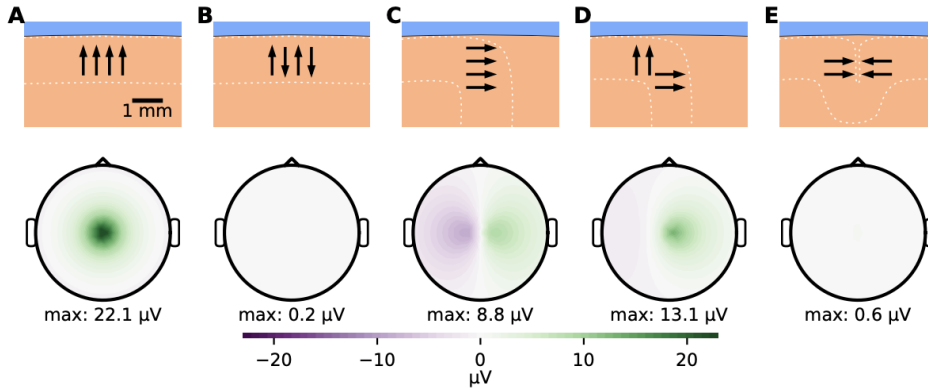 A B C D E
1 mm
max: 22.1 µV max: 0.2 µV max: 8.8 µV max: 13.1 µV max: 0.6 µV
−20 −10 0 10 20
µV